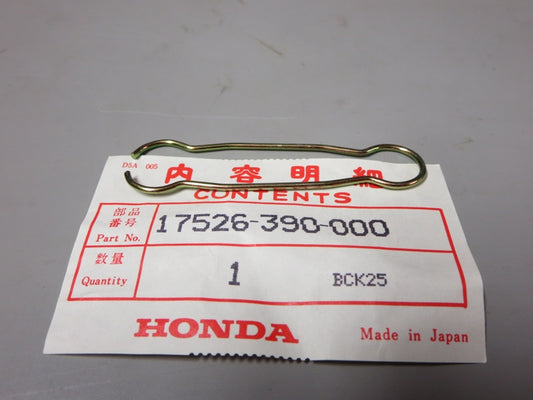 DSA 005
内容明細
CONTENTS
部品番号
Part No.
17526-390-000
数量
Quantity
1
BCK25
HONDA
Made in Japan